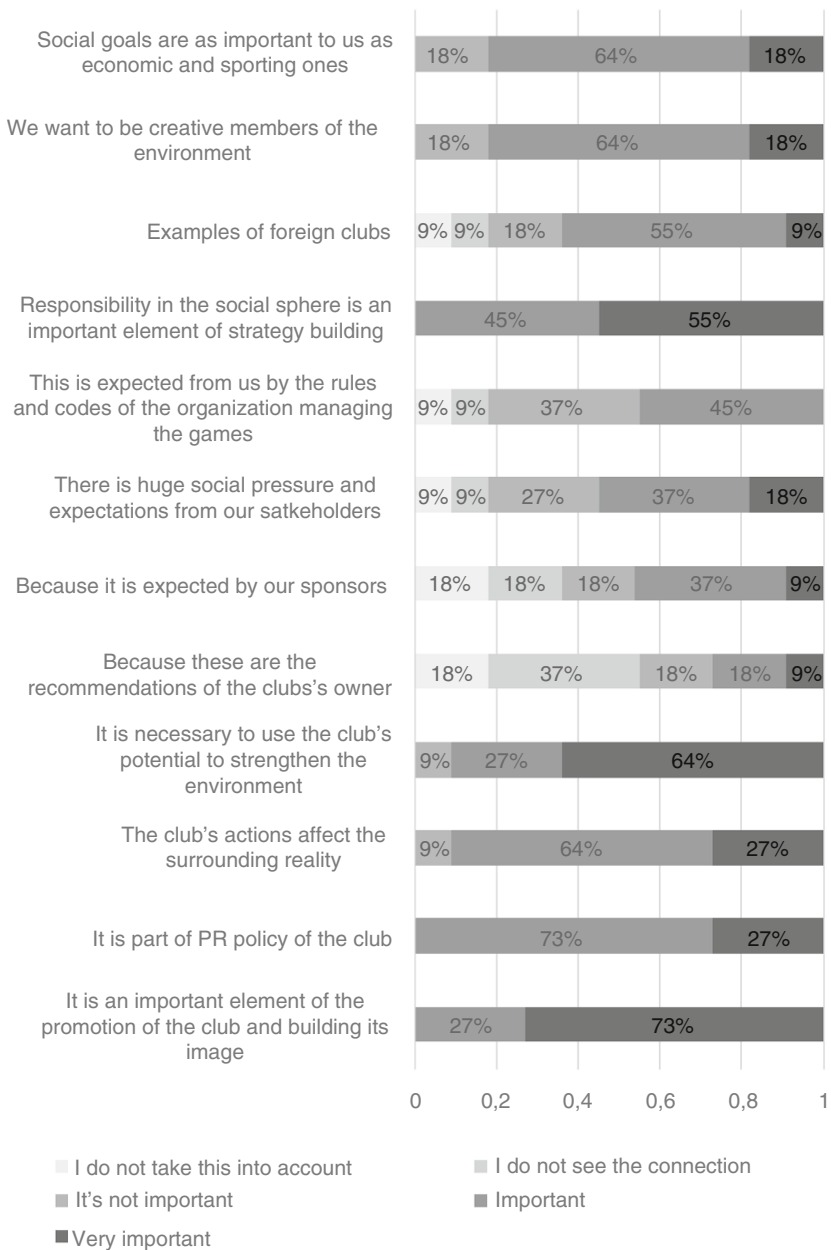 Social goals are as important to us as
economic and sporting ones
18% 64% 18%
We want to be creative members of the
environment
18% 64% 18%
Examples of foreign clubs
9% 9% 18% 55% 9%
Responsibility in the social sphere is an
important element of strategy building
45% 55%
This is expected from us by the rules
and codes of the organization managing
the games
9% 9% 37% 45%
There is huge social pressure and
expectations from our satkeholders
9% 9% 27% 37% 18%
Because it is expected by our sponsors
18% 18% 18% 37% 9%
Because these are the
recommendations of the clubs's owner
18% 37% 18% 18% 9%
It is necessary to use the club's
potential to strengthen the
environment
9% 27% 64%
The club's actions affect the
surrounding reality
9% 64% 27%
It is part of PR policy of the club
73% 27%
It is an important element of the
promotion of the club and building its
image
27% 73%
0 0,2 0,4 0,6 0,8 1
I do not take this into account
I do not see the connection
It's not important
Important
Very important